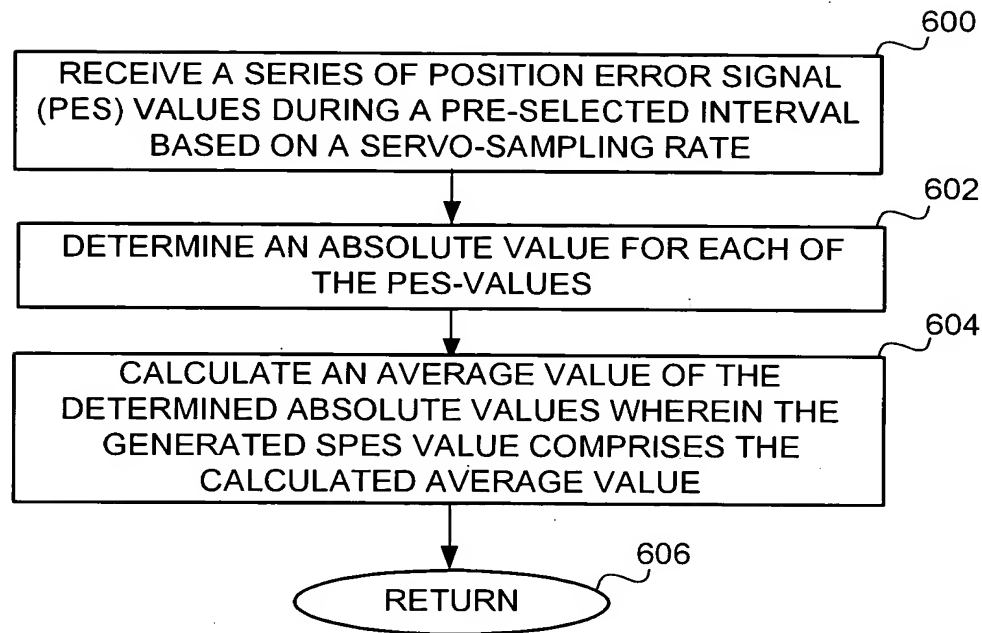 600
RECEIVE A SERIES OF POSITION ERROR SIGNAL
(PES) VALUES DURING A PRE-SELECTED INTERVAL
BASED ON A SERVO-SAMPLING RATE
602
DETERMINE AN ABSOLUTE VALUE FOR EACH OF
THE PES-VALUES
604
CALCULATE AN AVERAGE VALUE OF THE
DETERMINED ABSOLUTE VALUES WHEREIN THE
GENERATED SPES VALUE COMPRISES THE
CALCULATED AVERAGE VALUE
606
RETURN